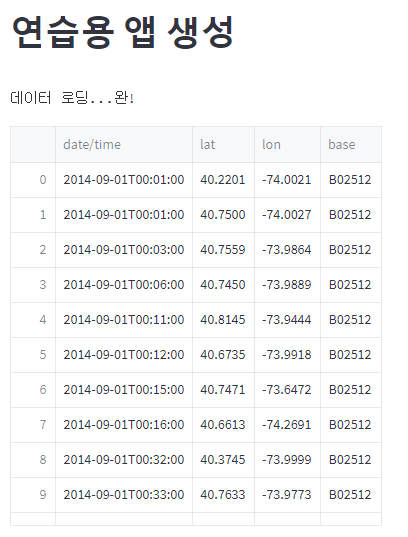 연습용 앱 생성
데이터 로딩...완!
date/time lat lon base
0 2014-09-01T00:01:00 40.2201 -74.0021 B02512
1 2014-09-01T00:01:00 40.7500 -74.0027 B02512
2 2014-09-01T00:03:00 40.7559 -73.9864 B02512
3 2014-09-01T00:06:00 40.7450 -73.9889 B02512
4 2014-09-01T00:11:00 40.8145 -73.9444 B02512
5 2014-09-01T00:12:00 40.6735 -73.9918 B02512
6 2014-09-01T00:15:00 40.7471 -73.6472 B02512
7 2014-09-01T00:16:00 40.6613 -74.2691 B02512
8 2014-09-01T00:32:00 40.3745 -73.9999 B02512
9 2014-09-01T00:33:00 40.7633 -73.9773 B02512